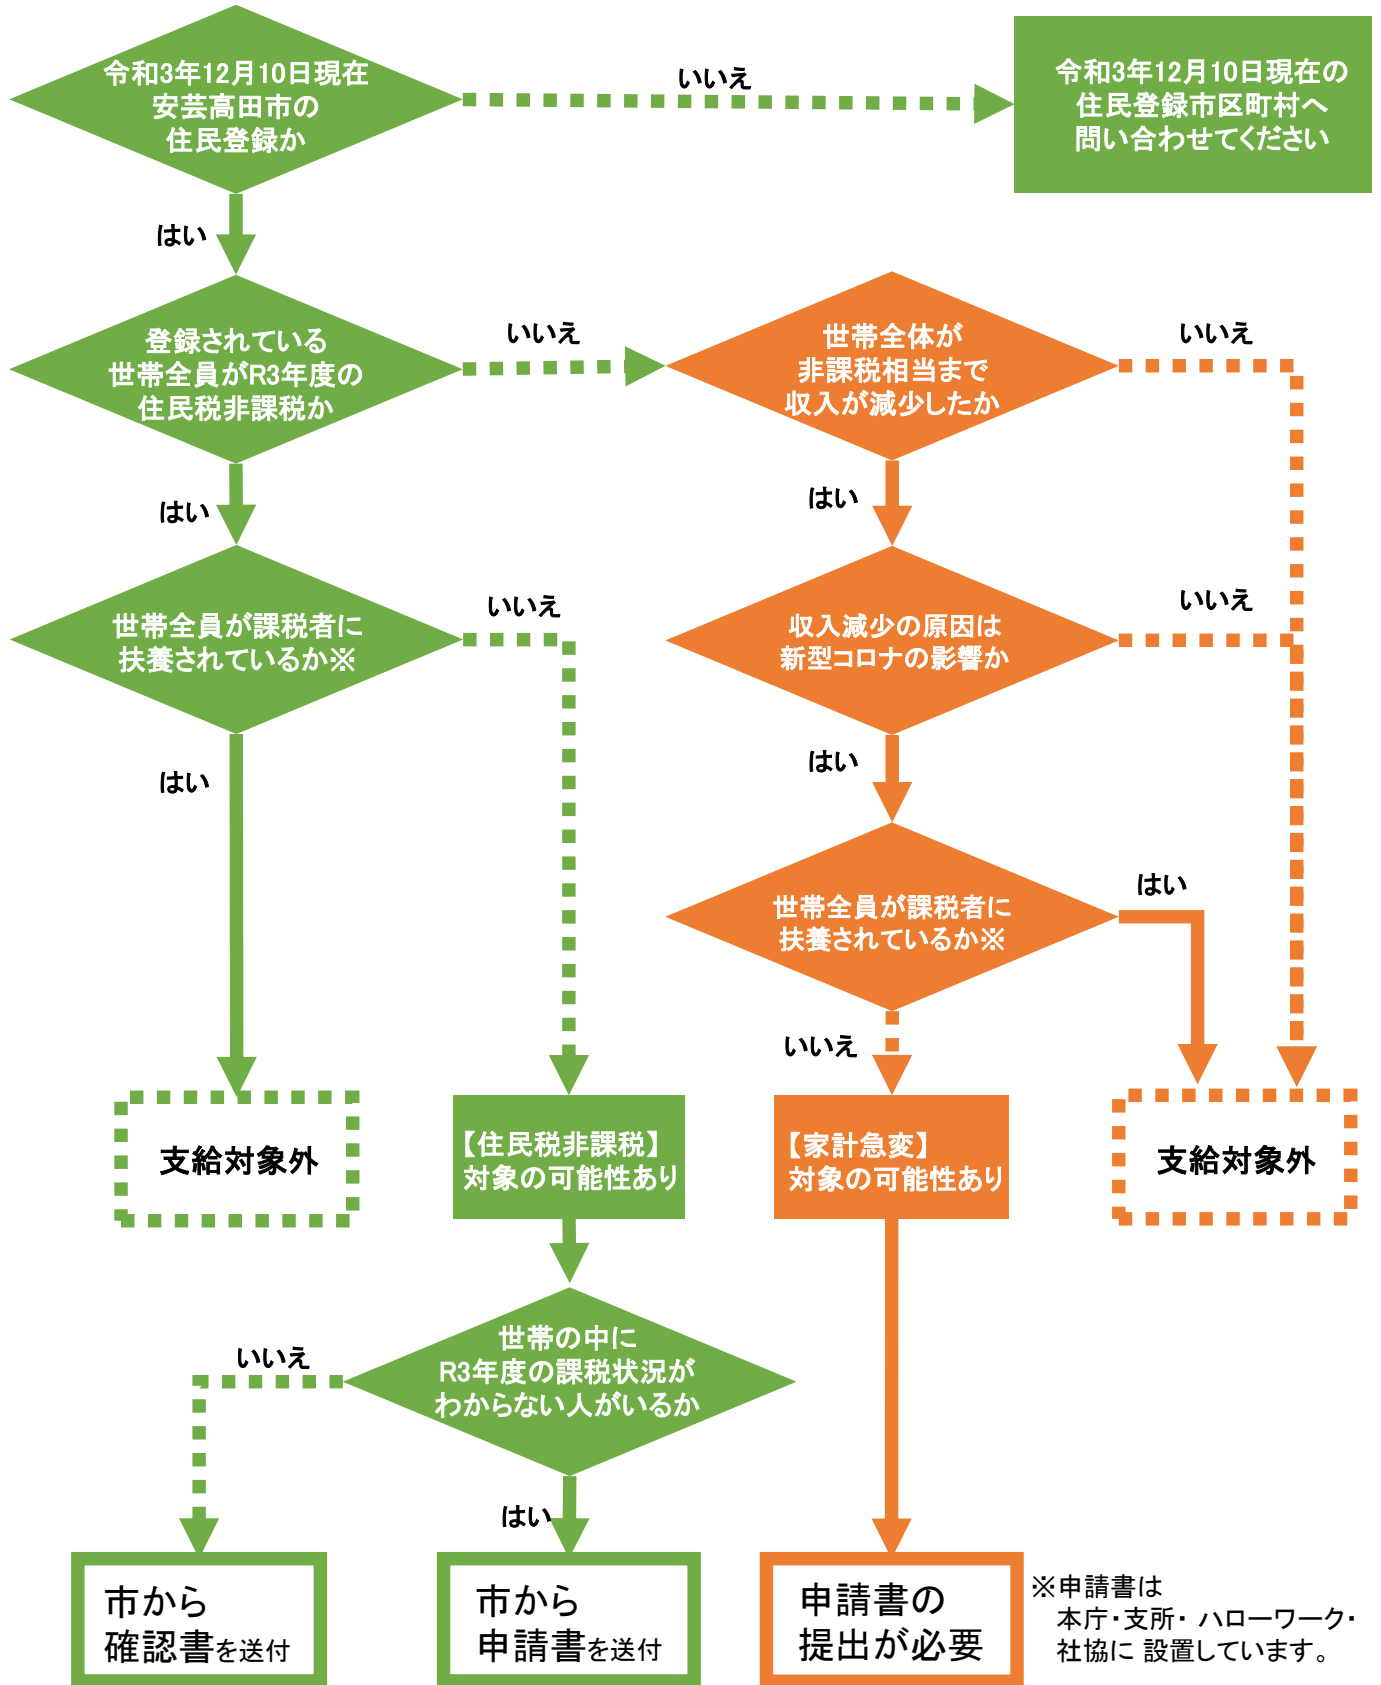 令和3年12月10日現在
安芸高田市の
住民登録か
いいえ
令和3年12月10日現在の
住民登録市区町村へ
問い合わせてください
はい
登録されている
世帯全員がR3年度の
住民税非課税か
いいえ
世帯全体が
非課税相当まで
収入が減少したか
いいえ
はい
はい
世帯全員が課税者に
扶養されているか※
いいえ
収入減少の原因は
新型コロナの影響か
いいえ
はい
はい
世帯全員が課税者に
扶養されているか※
はい
いいえ
支給対象外
【住民税非課税】
対象の可能性あり
【家計急変】
対象の可能性あり
支給対象外
世帯の中に
R3年度の課税状況が
わからない人がいるか
いいえ
はい
市から
確認書を送付
市から
申請書を送付
申請書の
提出が必要
※申請書は
本庁・支所・ ハローワーク・
社協に 設置しています。